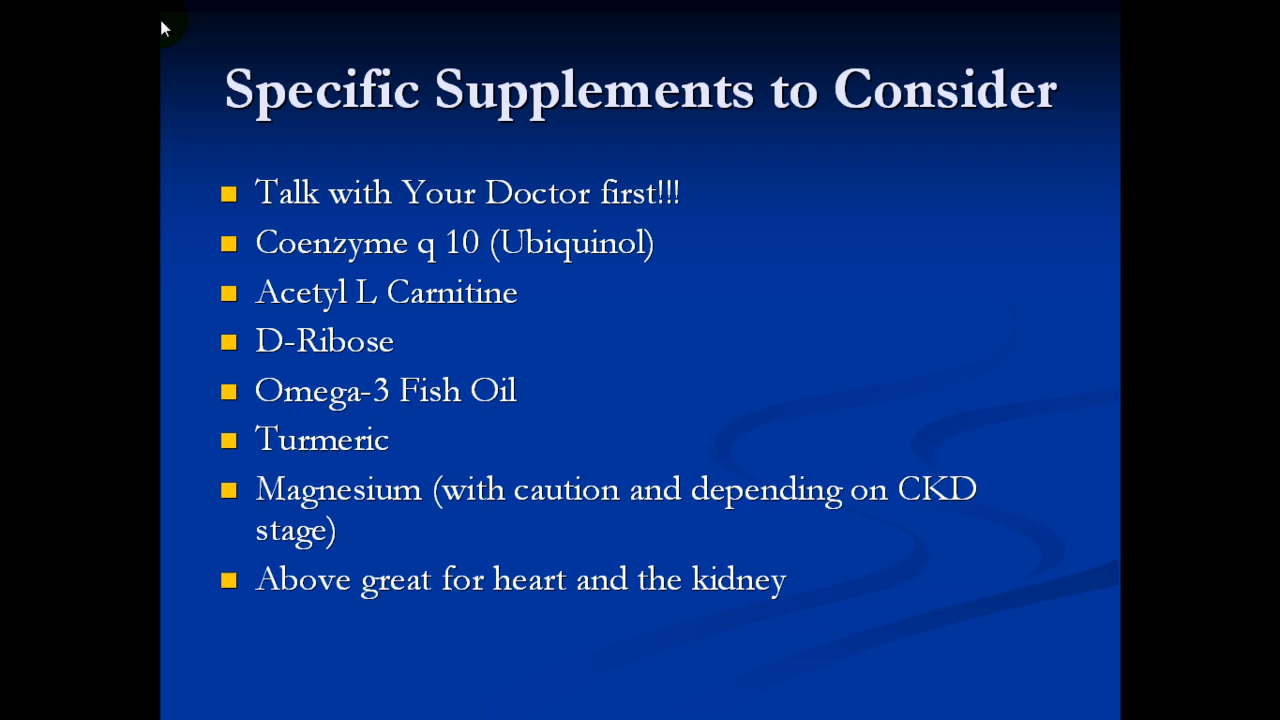 Specific Supplements to Consider
Talk with Your Doctor first!!!
Coenzyme q 10 (Ubiquinol)
Acetyl L Carnitine
D-Ribose
Omega-3 Fish Oil
Turmeric
Magnesium (with caution and depending on CKD
stage)
Above great for heart and the kidney